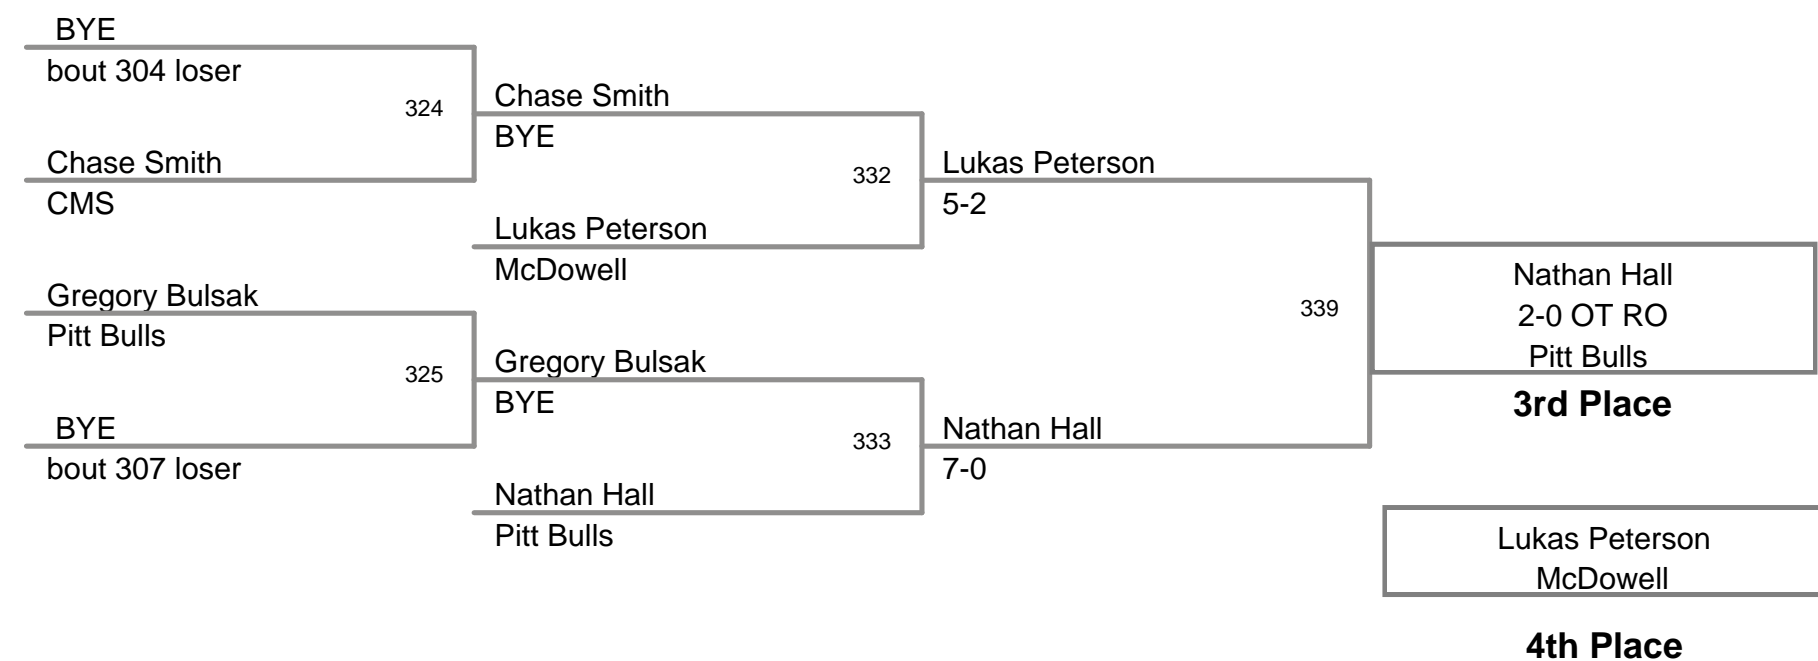 BYE
bout 304 loser
324
Chase Smith
CMS
Gregory Bulsak
Pitt Bulls
325
BYE
bout 307 loser
Chase Smith
BYE
332
Lukas Peterson
McDowell
Gregory Bulsak
BYE
333
Nathan Hall
Pitt Bulls
Lukas Peterson
5-2
339
Nathan Hall
7-0
Nathan Hall
2-0 OT RO
Pitt Bulls
3rd Place
Lukas Peterson
McDowell
4th Place